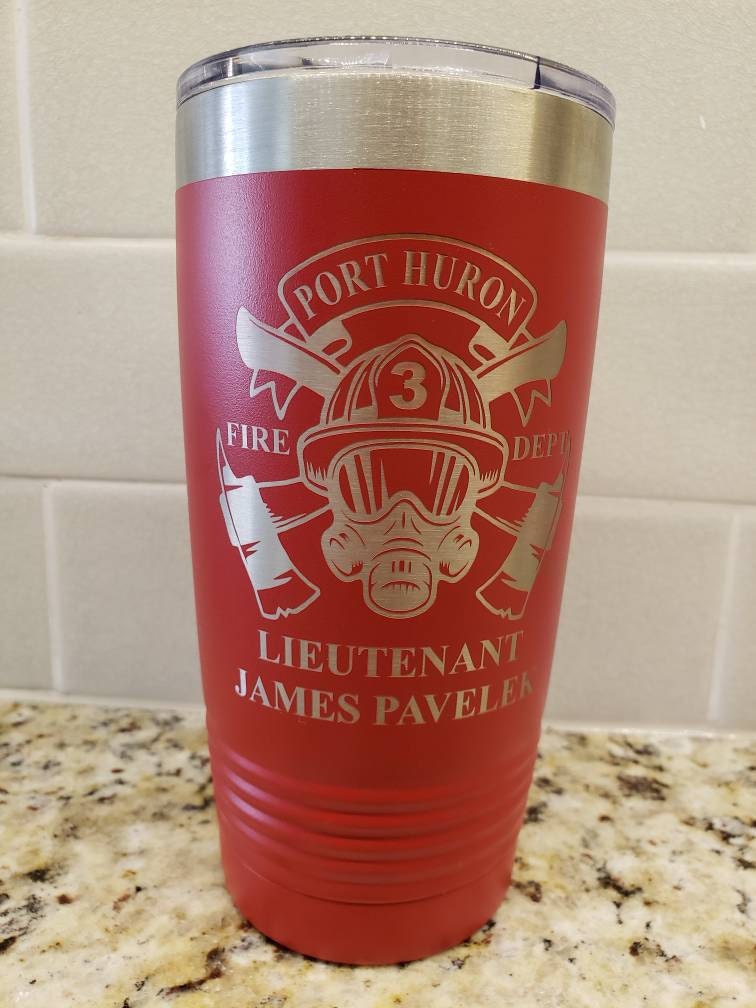 PORT HURON
3
FIRE DEPT
LIEUTENANT
JAMES PAVELEK